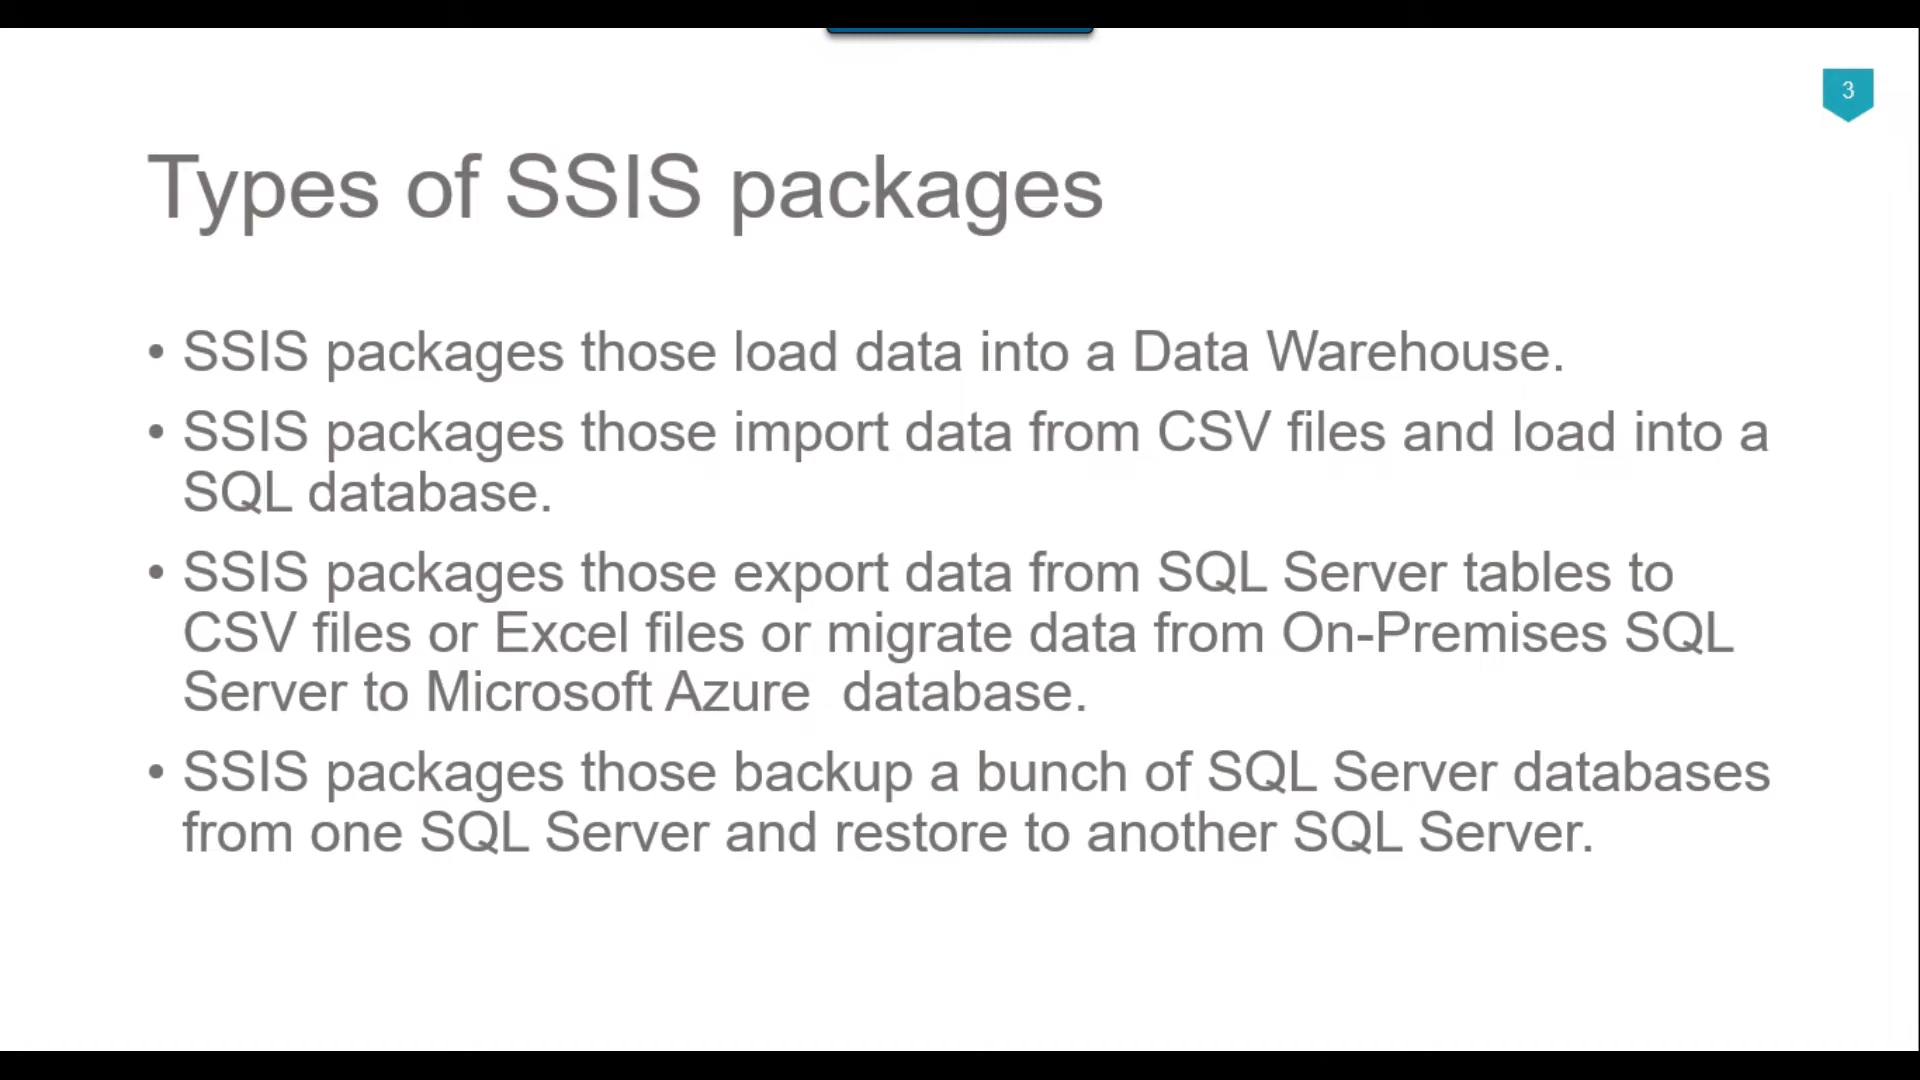 3
Types of SSIS packages
• SSIS packages those load data into a Data Warehouse.
• SSIS packages those import data from CSV files and load into a
SQL database.
• SSIS packages those export data from SQL Server tables to
CSV files or Excel files or migrate data from On-Premises SQL
Server to Microsoft Azure  database.
• SSIS packages those backup a bunch of SQL Server databases
from one SQL Server and restore to another SQL Server.